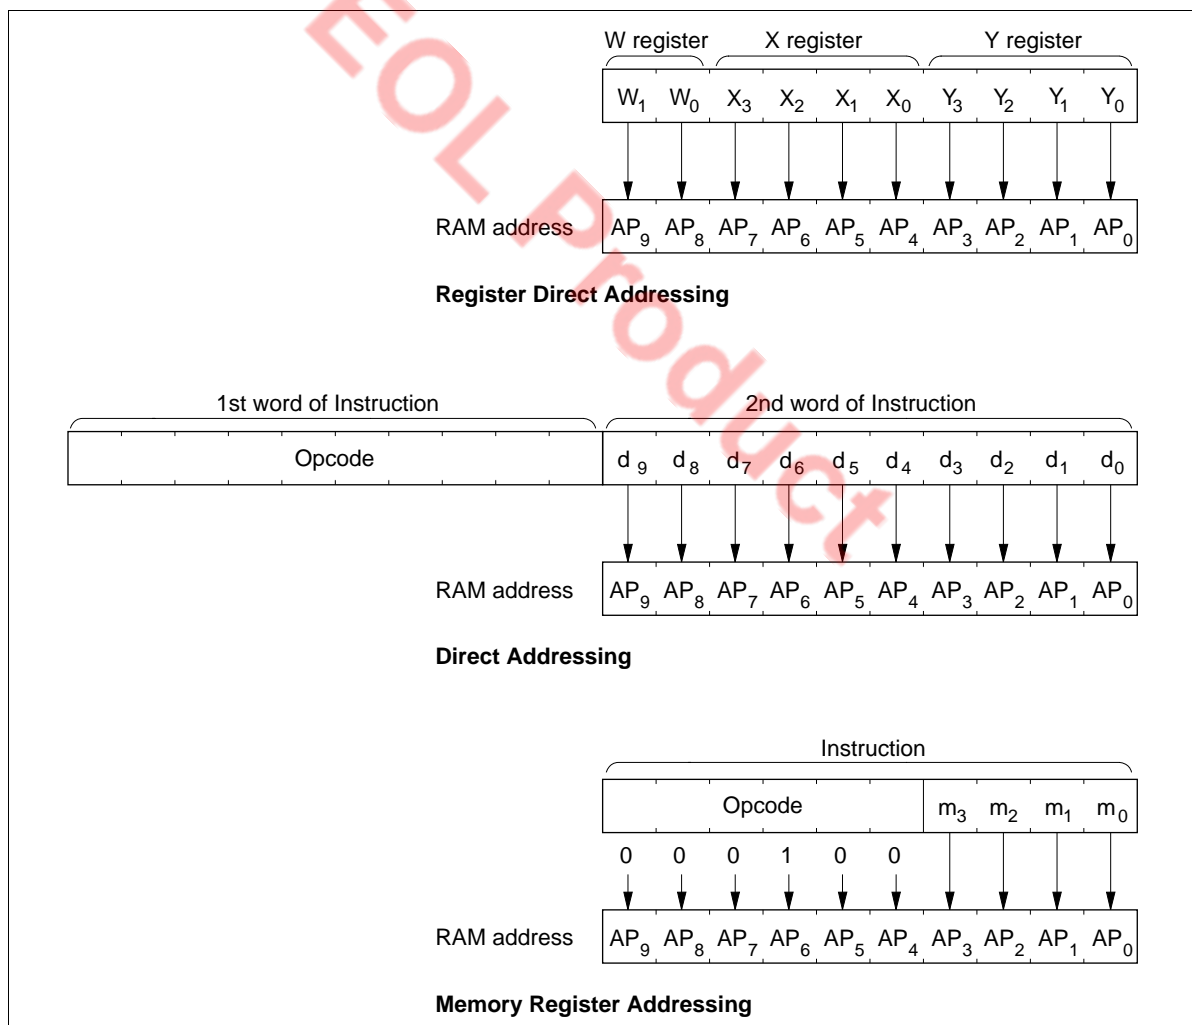 W register X register Y register
W1 W0 X3 X2 X1 X0 Y3 Y2 Y1 Y0
RAM address AP9 AP8 AP7 AP6 AP5 AP4 AP3 AP2 AP1 AP0
Register Direct Addressing
1st word of Instruction 2nd word of Instruction
Opcode d9 d8 d7 d6 d5 d4 d3 d2 d1 d0
RAM address AP9 AP8 AP7 AP6 AP5 AP4 AP3 AP2 AP1 AP0
Direct Addressing
Instruction
Opcode m3 m2 m1 m0
0 0 0 1 0 0
RAM address AP9 AP8 AP7 AP6 AP5 AP4 AP3 AP2 AP1 AP0
Memory Register Addressing
EOL Product